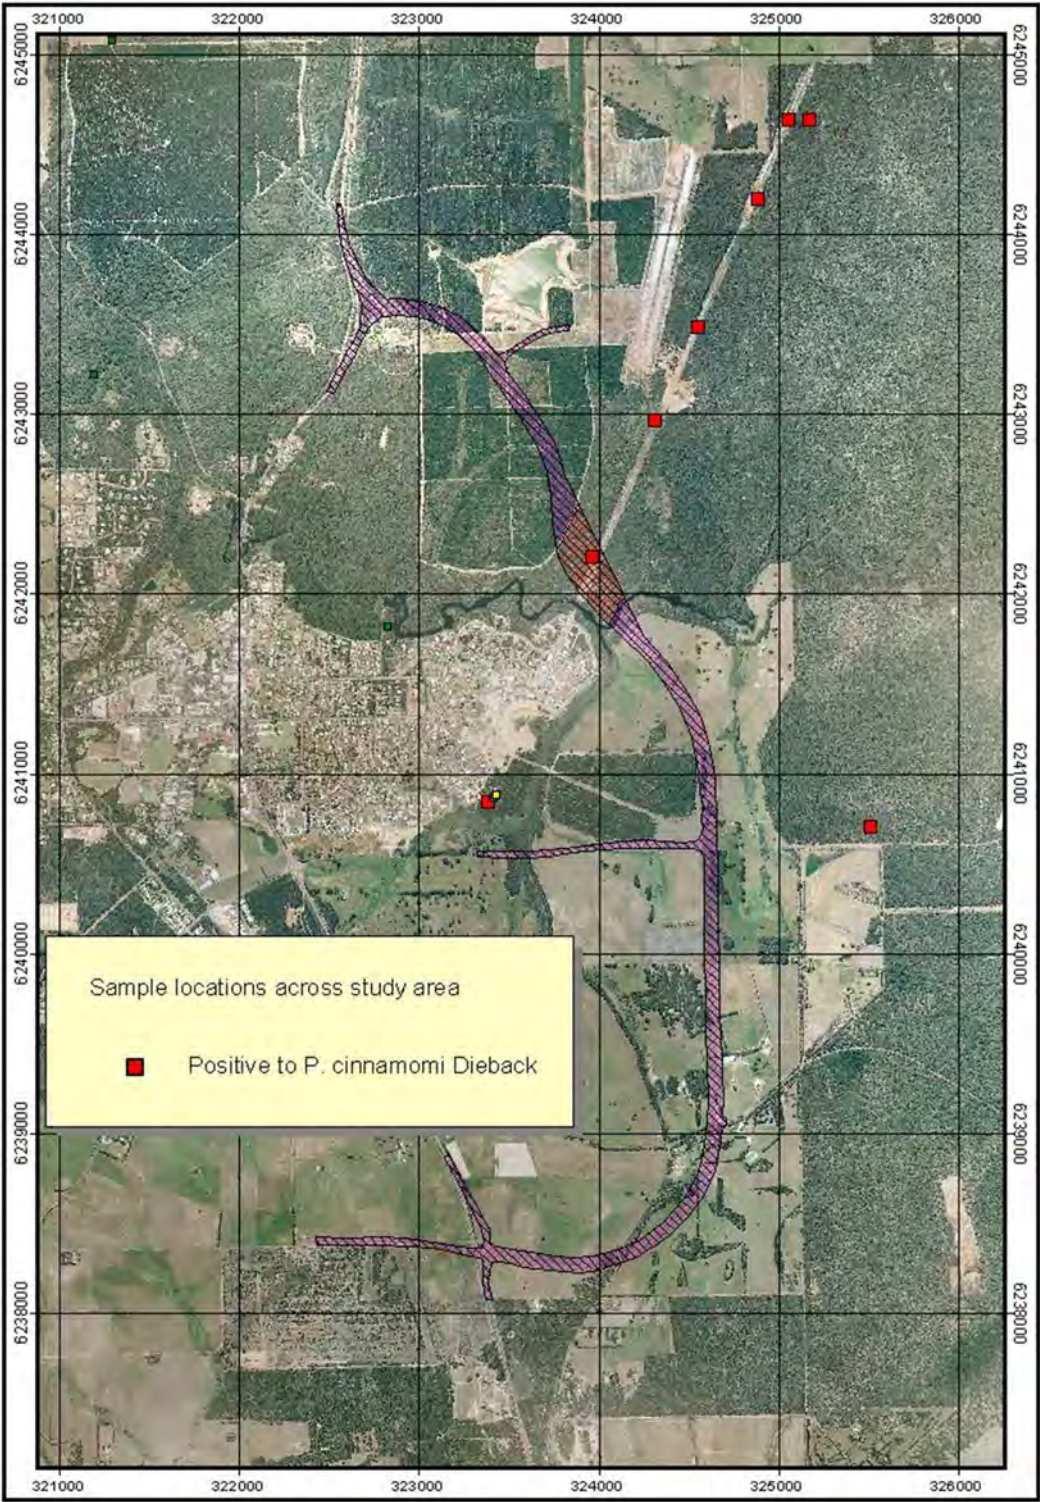 321000 322000 323000 324000 325000 326000
6245000 6245000
6244000 6244000
6243000 6243000
6242000 6242000
6241000 6241000
6240000 6240000
Sample locations across study area
Positive to P. cinnamomi Dieback
6239000 6239000
6238000 6238000
321000 322000 323000 324000 325000 326000